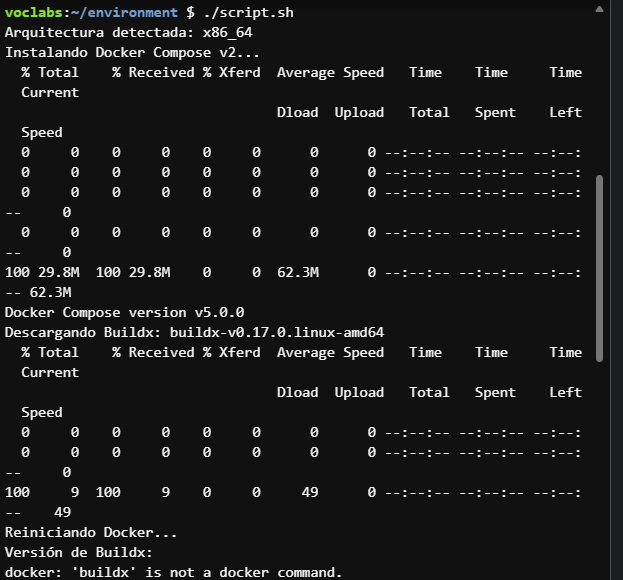 voclabs:~/environment $ ./script.sh
Arquitectura detectada: x86_64
Instalando Docker Compose v2...
  % Total    % Received % Xferd  Average Speed   Time    Time     Time
  Current
                                 Dload  Upload   Total   Spent    Left
  Speed
  0     0    0     0    0     0      0      0 --:--:-- --:--:-- --:--:
  0     0    0     0    0     0      0      0 --:--:-- --:--:-- --:--:
  0     0    0     0    0     0      0      0 --:--:-- --:--:-- --:--:
--     0
  0     0    0     0    0     0      0      0 --:--:-- --:--:-- --:--:
--     0
100 29.8M  100 29.8M    0     0  62.3M      0 --:--:-- --:--:-- --:--:
-- 62.3M
Docker Compose version v5.0.0
Descargando Buildx: buildx-v0.17.0.linux-amd64
  % Total    % Received % Xferd  Average Speed   Time    Time     Time
  Current
                                 Dload  Upload   Total   Spent    Left
  Speed
  0     0    0     0    0     0      0      0 --:--:-- --:--:-- --:--:
  0     0    0     0    0     0      0      0 --:--:-- --:--:-- --:--:
--     0
100     9  100     9    0     0     49      0 --:--:-- --:--:-- --:--:
--    49
Reiniciando Docker...
Versión de Buildx:
docker: 'buildx' is not a docker command.